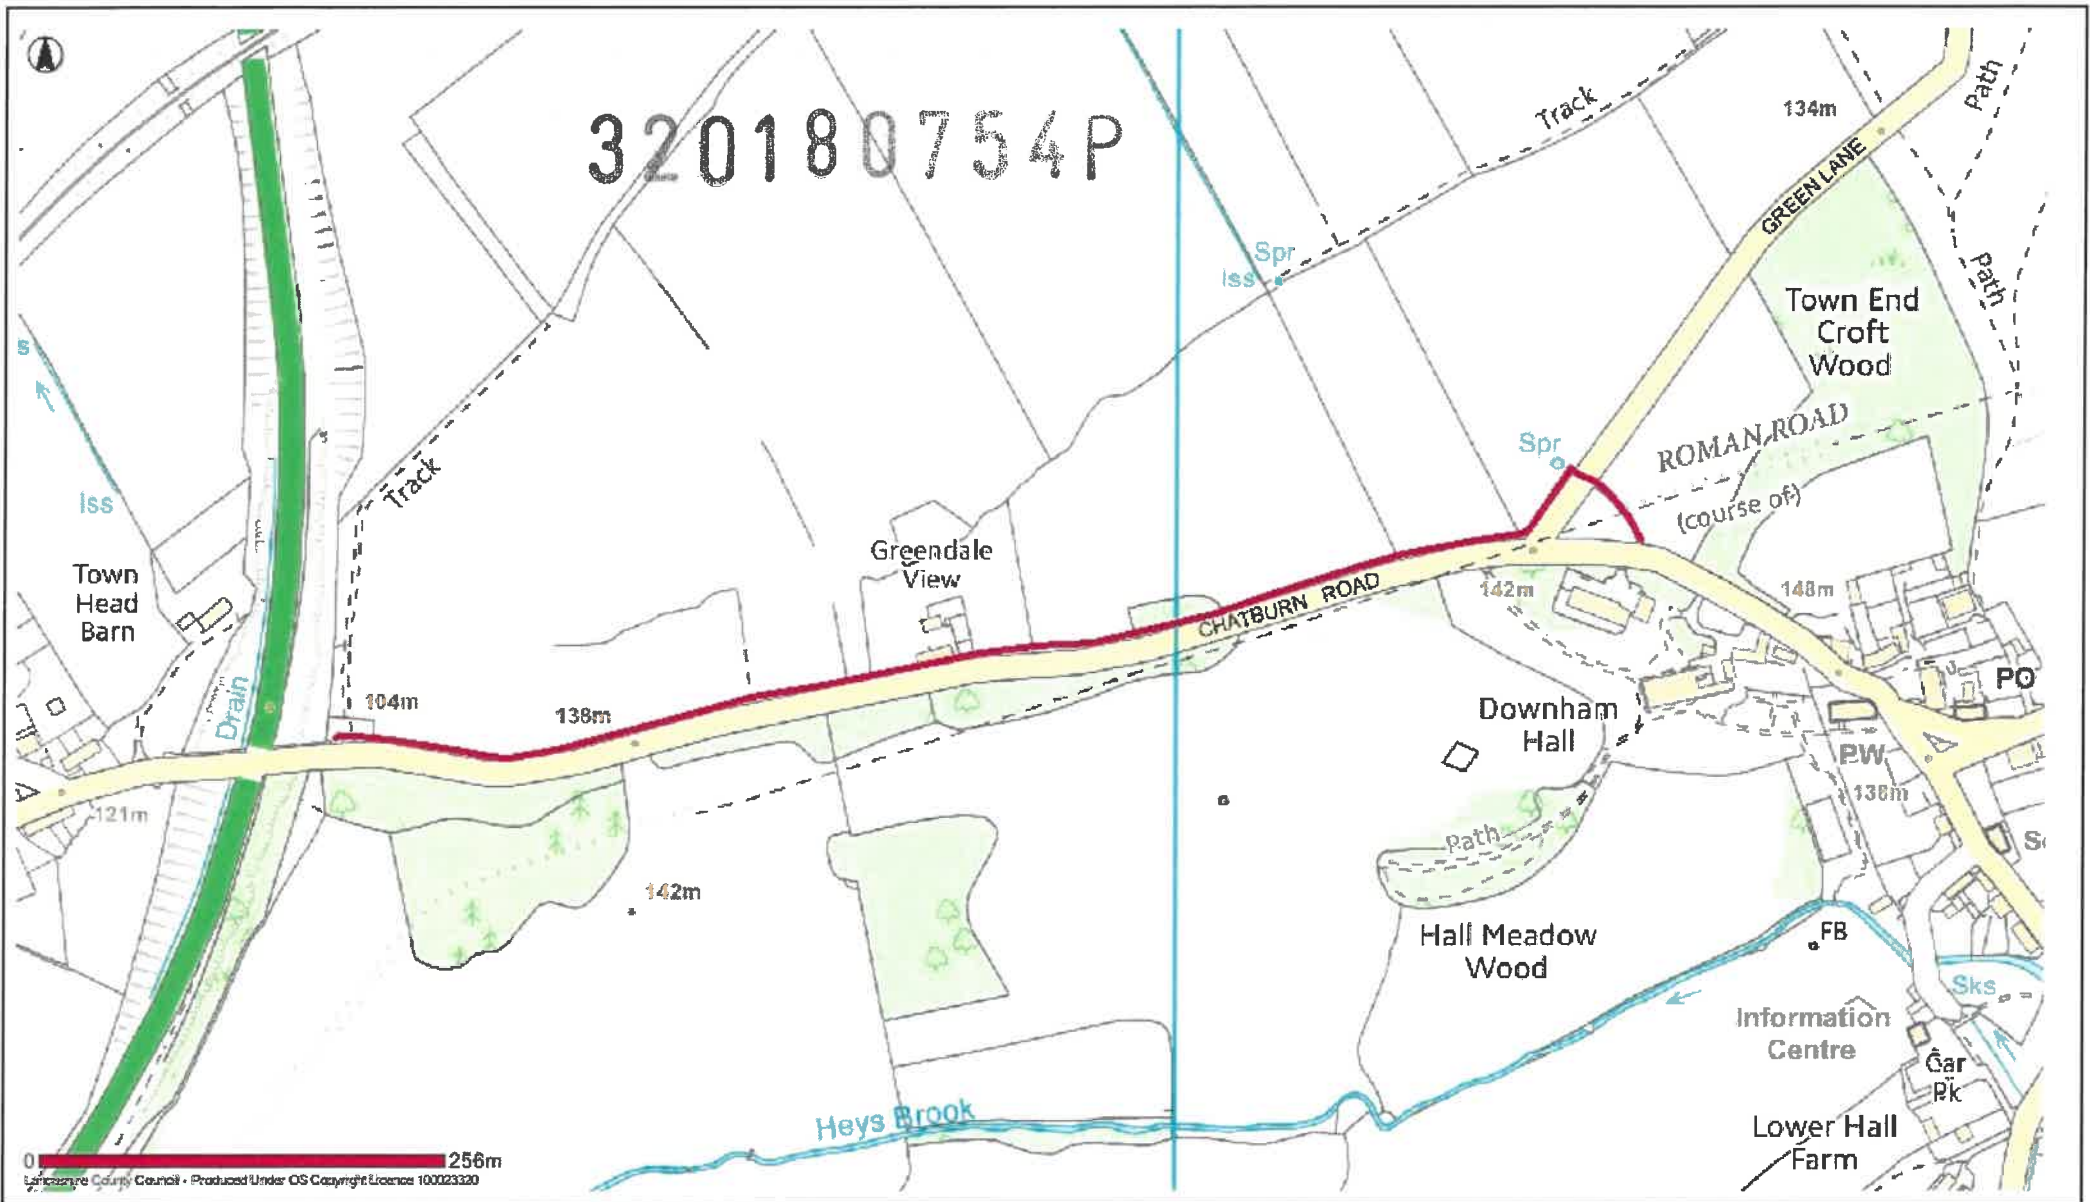 320180754P
Track
134m
Path
GREEN LANE
Spr
Iss
Path
Town End
Croft
Wood
s
ROMAN ROAD
(course of)
Spr
Track
Iss
Greendale
View
Town
Head
Barn
CHATBURN ROAD
142m
148m
PO
Drain
104m
138m
Downham
Hall
PW
138m
121m
Path
142m
Hall Meadow
Wood
FB
Sks
Information
Centre
Car
Pk
Heys Brook
Lower Hall
Farm
0 256m
Lancashire County Council - Produced Under OS Copyright Licence 100023320